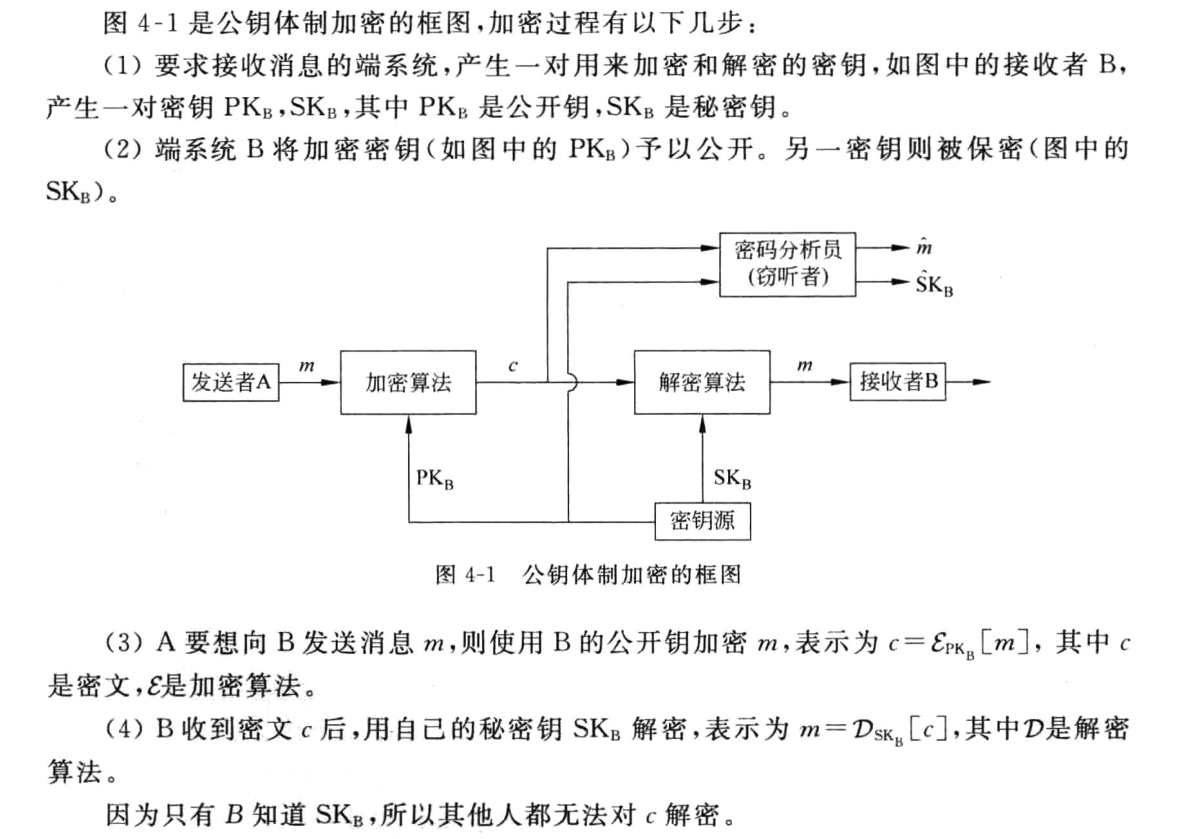 图 4-1 是公钥体制加密的框图,加密过程有以下几步:
(1) 要求接收消息的端系统,产生一对用来加密和解密的密钥,如图中的接收者 B,
产生一对密钥 PK_B,SK_B,其中 PK_B 是公开钥,SK_B 是秘密钥。
(2) 端系统 B 将加密密钥(如图中的 PK_B)予以公开。另一密钥则被保密(图中的
SK_B)。
密码分析员
(窃听者)
m̂
ŜK_B
发送者A
m
加密算法
c
解密算法
m
接收者B
PK_B
SK_B
密钥源
图 4-1 公钥体制加密的框图
(3) A 要想向 B 发送消息 m,则使用 B 的公开钥加密 m,表示为 c=ℰ_{PK_B}[m], 其中 c
是密文,ℰ是加密算法。
(4) B 收到密文 c 后,用自己的秘密钥 SK_B 解密,表示为 m=𝒟_{SK_B}[c],其中𝒟是解密
算法。
因为只有 B 知道 SK_B,所以其他人都无法对 c 解密。